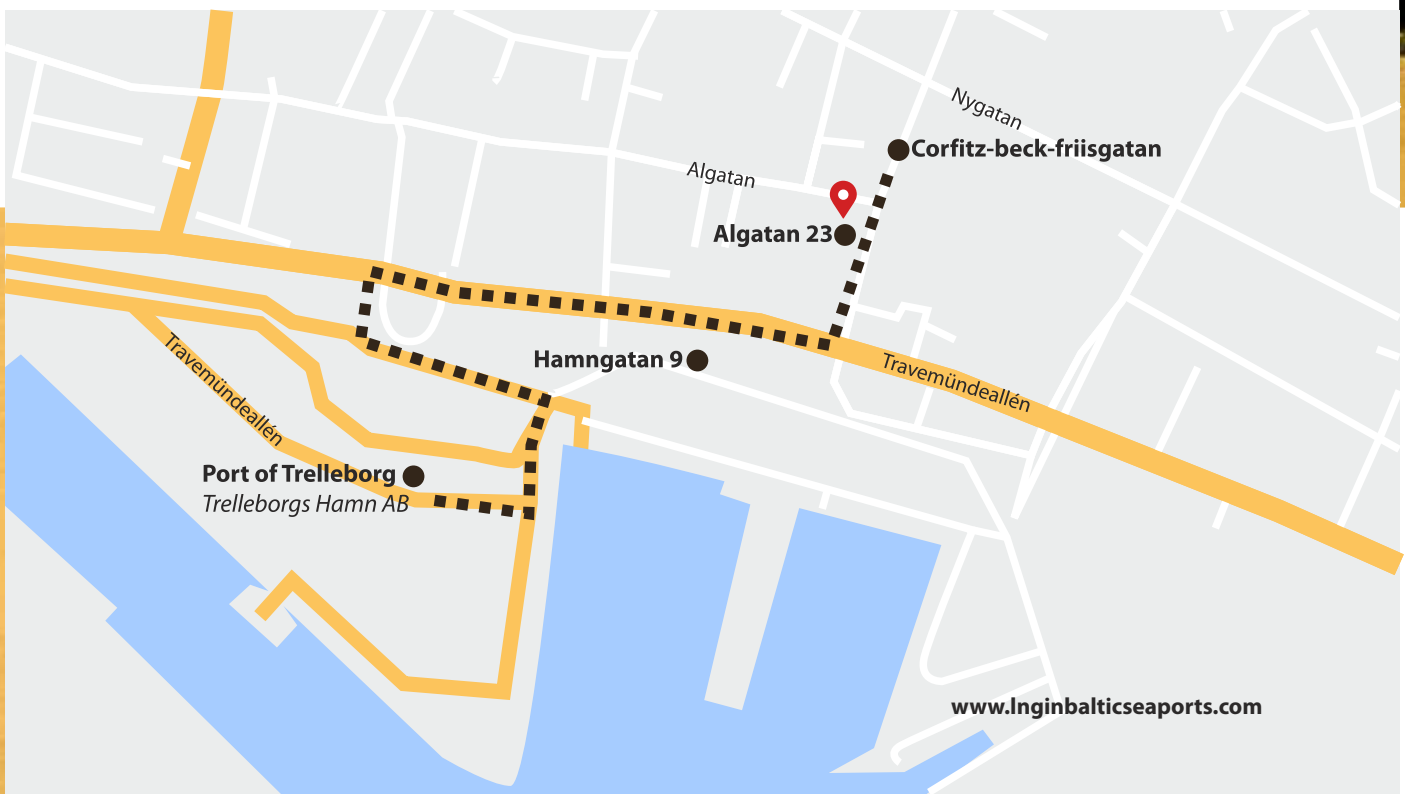 Nygatan
Corfitz-beck-friisgatan
Algatan
Algatan 23
Hamngatan 9
Travemündeallén
Travemündeallén
Port of Trelleborg
Trelleborgs Hamn AB
www.lnginbalticseaports.com